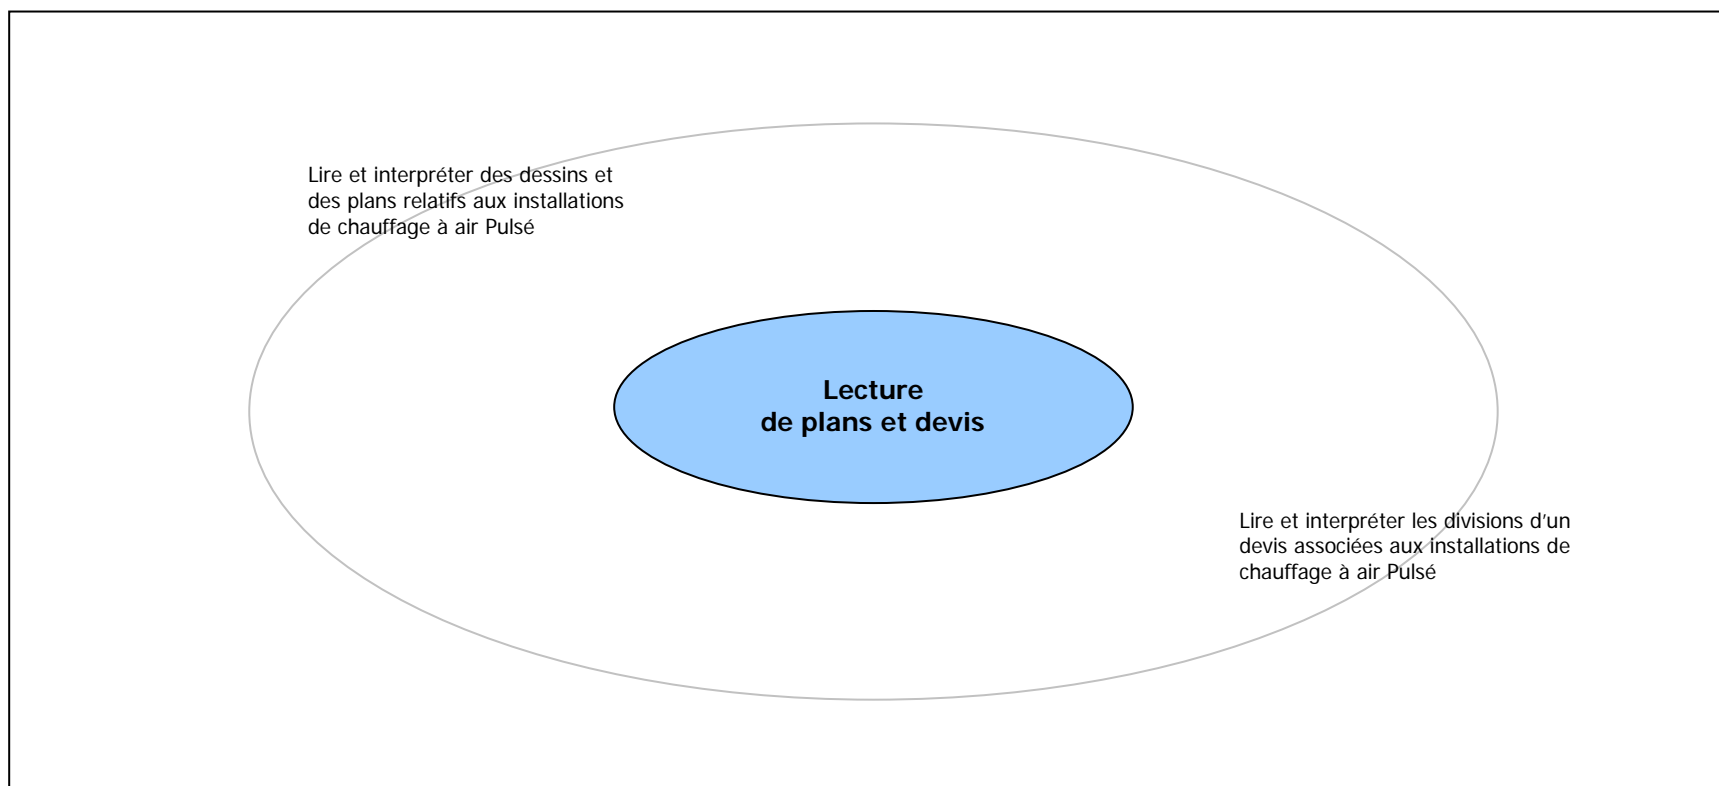 Lire et interpréter des dessins et
des plans relatifs aux installations
de chauffage à air Pulsé
Lecture
de plans et devis
Lire et interpréter les divisions d'un
devis associées aux installations de
chauffage à air Pulsé